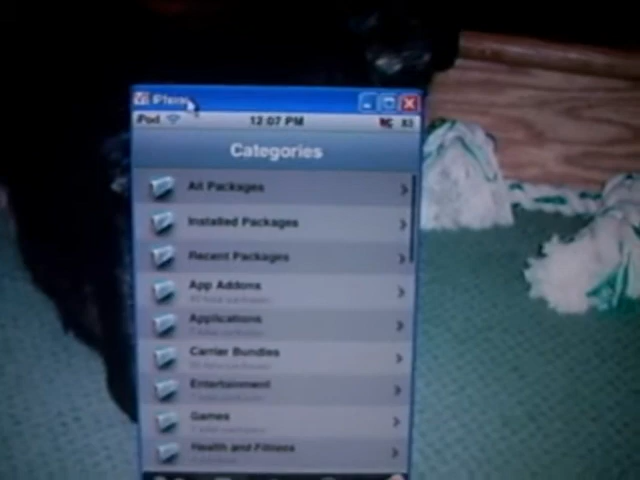 iPod 12:07 PM
Categories
All Packages
Installed Packages
Recent Packages
App Addons
Applications
Carrier Bundles
Entertainment
Games
Health and Fitness